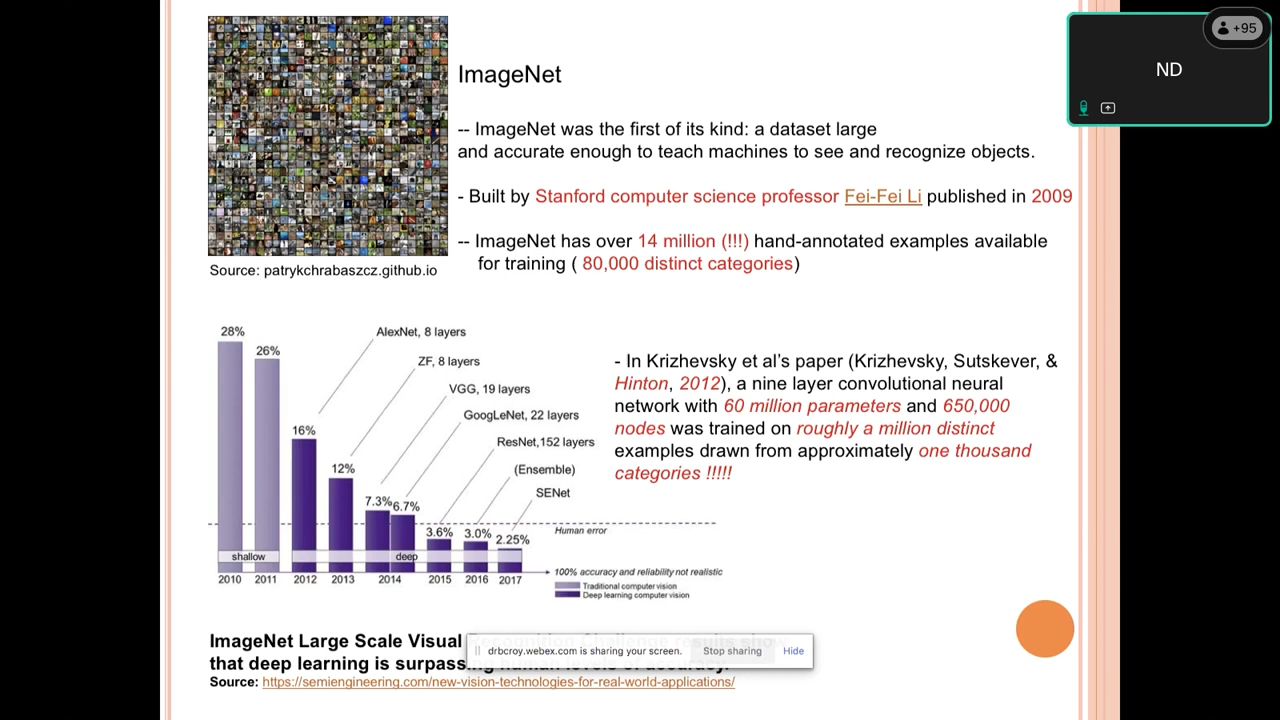 +95
ND
ImageNet
-- ImageNet was the first of its kind: a dataset large
and accurate enough to teach machines to see and recognize objects.
- Built by Stanford computer science professor Fei-Fei Li published in 2009
-- ImageNet has over 14 million (!!!) hand-annotated examples available
for training ( 80,000 distinct categories)
Source: patrykchrabaszcz.github.io
28%
26%
16%
12%
7.3%
6.7%
3.6%
3.0%
2.25%
AlexNet, 8 layers
ZF, 8 layers
VGG, 19 layers
GoogLeNet, 22 layers
ResNet,152 layers
(Ensemble)
SENet
Human error
shallow
deep
100% accuracy and reliability not realistic
2010 2011 2012 2013 2014 2015 2016 2017
Traditional computer vision
Deep learning computer vision
- In Krizhevsky et al’s paper (Krizhevsky, Sutskever, &
Hinton, 2012), a nine layer convolutional neural
network with 60 million parameters and 650,000
nodes was trained on roughly a million distinct
examples drawn from approximately one thousand
categories !!!!!
ImageNet Large Scale Visual
that deep learning is surpassing human levels of accuracy.
Source: https://semiengineering.com/new-vision-technologies-for-real-world-applications/
drbcroy.webex.com is sharing your screen.
Stop sharing
Hide